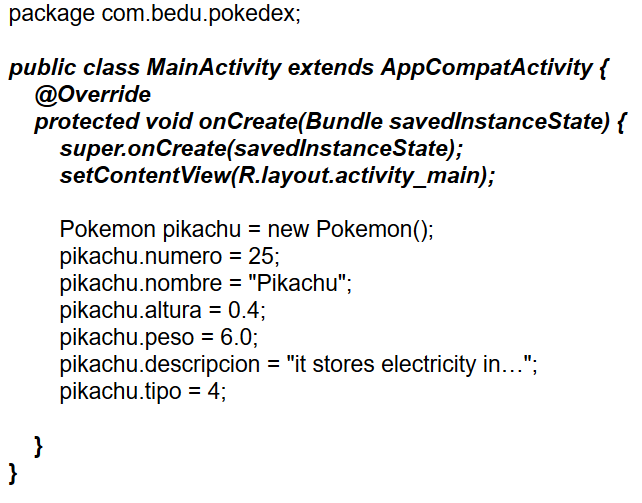 package com.bedu.pokedex;
public class MainActivity extends AppCompatActivity {
@Override
protected void onCreate(Bundle savedInstanceState) {
super.onCreate(savedInstanceState);
setContentView(R.layout.activity_main);
Pokemon pikachu = new Pokemon();
pikachu.numero = 25;
pikachu.nombre = "Pikachu";
pikachu.altura = 0.4;
pikachu.peso = 6.0;
pikachu.descripcion = "it stores electricity in…";
pikachu.tipo = 4;
}
}